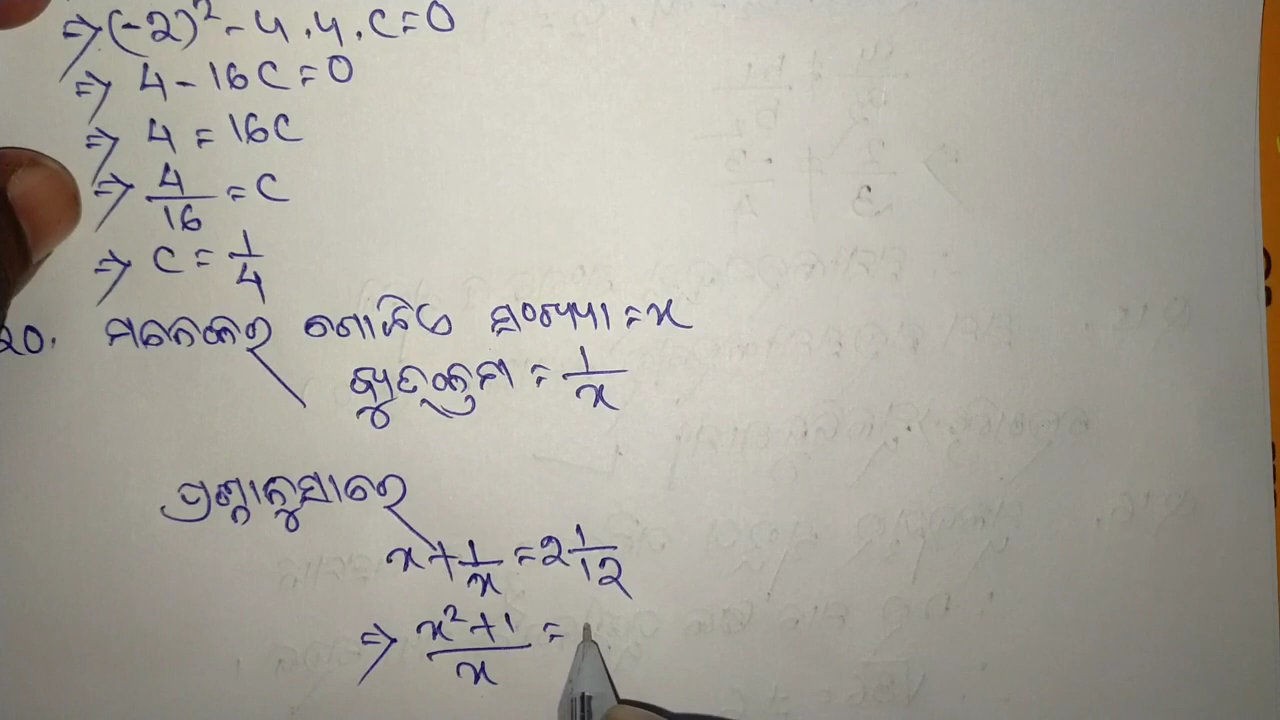 ⇒ (-2)² - 4 . 4 . C = 0
⇒ 4 - 16C = 0
⇒ 4 = 16C
⇒ 4/16 = C
⇒ C = 1/4
20. ମନେକର ଗୋଟିଏ ସଂଖ୍ୟା = x
ବ୍ୟୁତ୍କ୍ରମ = 1/x
ପ୍ରଶ୍ନାନୁସାରେ
x + 1/x = 2 1/12
⇒ x² + 1 / x =